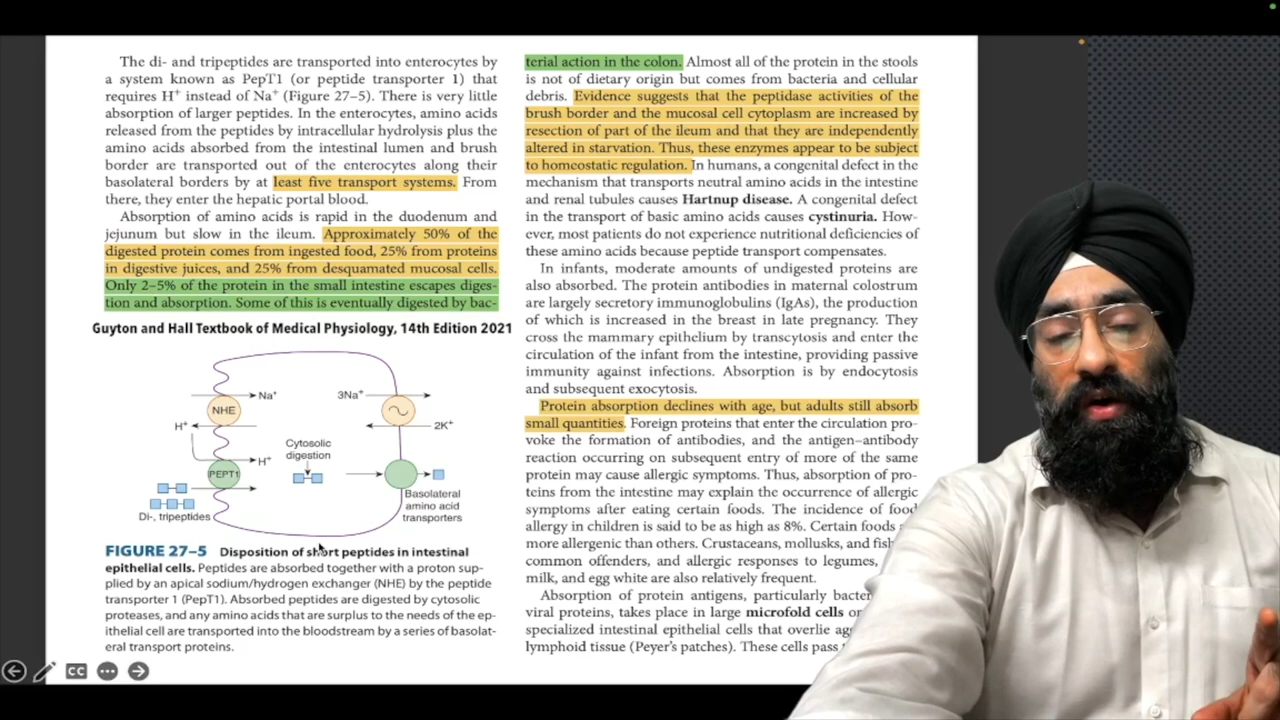 The di- and tripeptides are transported into enterocytes by
a system known as PepT1 (or peptide transporter 1) that
requires H⁺ instead of Na⁺ (Figure 27–5). There is very little
absorption of larger peptides. In the enterocytes, amino acids
released from the peptides by intracellular hydrolysis plus the
amino acids absorbed from the intestinal lumen and brush
border are transported out of the enterocytes along their
basolateral borders by at least five transport systems. From
there, they enter the hepatic portal blood.
Absorption of amino acids is rapid in the duodenum and
jejunum but slow in the ileum. Approximately 50% of the
digested protein comes from ingested food, 25% from proteins
in digestive juices, and 25% from desquamated mucosal cells.
Only 2–5% of the protein in the small intestine escapes diges-
tion and absorption. Some of this is eventually digested by bac-
Guyton and Hall Textbook of Medical Physiology, 14th Edition 2021
Na⁺
NHE
H⁺
H⁺
PEPT1
Di-, tripeptides
Cytosolic
digestion
3Na⁺
2K⁺
Basolateral
amino acid
transporters
FIGURE 27–5 Disposition of short peptides in intestinal
epithelial cells. Peptides are absorbed together with a proton sup-
plied by an apical sodium/hydrogen exchanger (NHE) by the peptide
transporter 1 (PepT1). Absorbed peptides are digested by cytosolic
proteases, and any amino acids that are surplus to the needs of the ep-
ithelial cell are transported into the bloodstream by a series of basolat-
eral transport proteins.
terial action in the colon. Almost all of the protein in the stools
is not of dietary origin but comes from bacteria and cellular
debris. Evidence suggests that the peptidase activities of the
brush border and the mucosal cell cytoplasm are increased by
resection of part of the ileum and that they are independently
altered in starvation. Thus, these enzymes appear to be subject
to homeostatic regulation. In humans, a congenital defect in the
mechanism that transports neutral amino acids in the intestine
and renal tubules causes Hartnup disease. A congenital defect
in the transport of basic amino acids causes cystinuria. How-
ever, most patients do not experience nutritional deficiencies of
these amino acids because peptide transport compensates.
In infants, moderate amounts of undigested proteins are
also absorbed. The protein antibodies in maternal colostrum
are largely secretory immunoglobulins (IgAs), the production
of which is increased in the breast in late pregnancy. They
cross the mammary epithelium by transcytosis and enter the
circulation of the infant from the intestine, providing passive
immunity against infections. Absorption is by endocytosis
and subsequent exocytosis.
Protein absorption declines with age, but adults still absorb
small quantities. Foreign proteins that enter the circulation pro-
voke the formation of antibodies, and the antigen–antibody
reaction occurring on subsequent entry of more of the same
protein may cause allergic symptoms. Thus, absorption of pro-
teins from the intestine may explain the occurrence of allergic
symptoms after eating certain foods. The incidence of food
allergy in children is said to be as high as 8%. Certain foods
more allergenic than others. Crustaceans, mollusks, and fish
common offenders, and allergic responses to legumes,
milk, and egg white are also relatively frequent.
Absorption of protein antigens, particularly
viral proteins, takes place in large microfold cells
specialized intestinal epithelial cells that overlie
lymphoid tissue (Peyer's patches). These cells pass
CC